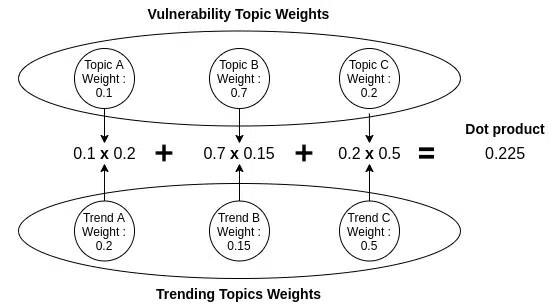 Vulnerability Topic Weights
Topic A
Weight :
0.1
Topic B
Weight :
0.7
Topic C
Weight :
0.2
0.1 x 0.2 + 0.7 x 0.15 + 0.2 x 0.5 =
Dot product
0.225
Trend A
Weight :
0.2
Trend B
Weight :
0.15
Trend C
Weight :
0.5
Trending Topics Weights